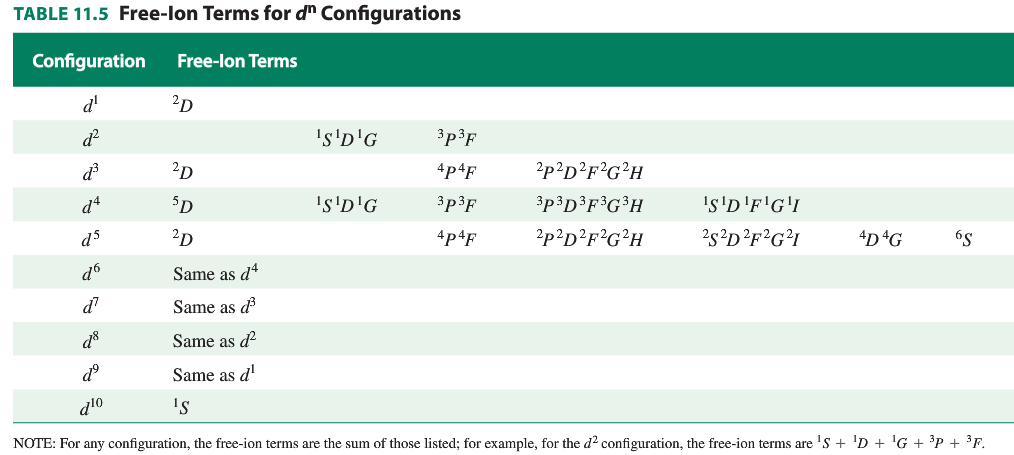 TABLE 11.5 Free-Ion Terms for dⁿ Configurations
Configuration Free-Ion Terms
d¹ ²D
d² ¹S¹D¹G ³P³F
d³ ²D ⁴P⁴F ²P²D²F²G²H
d⁴ ⁵D ¹S¹D¹G ³P³F ³P³D³F³G³H ¹S¹D¹F¹G¹I
d⁵ ²D ⁴P⁴F ²P²D²F²G²H ²S²D²F²G²I ⁴D⁴G ⁶S
d⁶ Same as d⁴
d⁷ Same as d³
d⁸ Same as d²
d⁹ Same as d¹
d¹⁰ ¹S
NOTE: For any configuration, the free-ion terms are the sum of those listed; for example, for the d² configuration, the free-ion terms are ¹S + ¹D + ¹G + ³P + ³F.